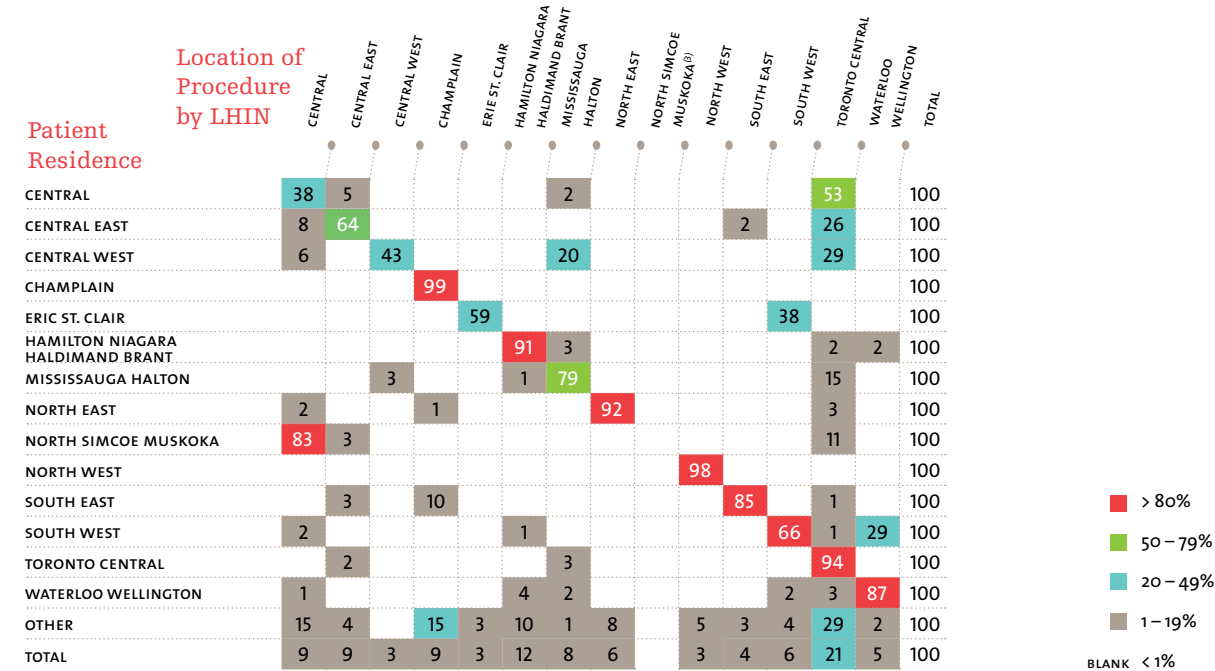 Location of
Procedure
by LHIN
Patient
Residence
CENTRAL
CENTRAL EAST
CENTRAL WEST
CHAMPLAIN
ERIE ST. CLAIR
HAMILTON NIAGARA
HALDIMAND BRANT
MISSISSAUGA
HALTON
NORTH EAST
NORTH SIMCOE
MUSKOKA(3)
NORTH WEST
SOUTH EAST
SOUTH WEST
TORONTO CENTRAL
WATERLOO
WELLINGTON
TOTAL
CENTRAL 38 5 2 53 100
CENTRAL EAST 8 64 2 26 100
CENTRAL WEST 6 43 20 29 100
CHAMPLAIN 99 100
ERIC ST. CLAIR 59 38 100
HAMILTON NIAGARA
HALDIMAND BRANT 91 3 2 2 100
MISSISSAUGA HALTON 3 1 79 15 100
NORTH EAST 2 1 92 3 100
NORTH SIMCOE MUSKOKA 83 3 11 100
NORTH WEST 98 100
SOUTH EAST 3 10 85 1 100
SOUTH WEST 2 1 66 1 29 100
TORONTO CENTRAL 2 3 94 100
WATERLOO WELLINGTON 1 4 2 2 3 87 100
OTHER 15 4 15 3 10 1 8 5 3 4 29 2 100
TOTAL 9 9 3 9 3 12 8 6 3 4 6 21 5 100
> 80%
50–79%
20–49%
1–19%
BLANK <1%